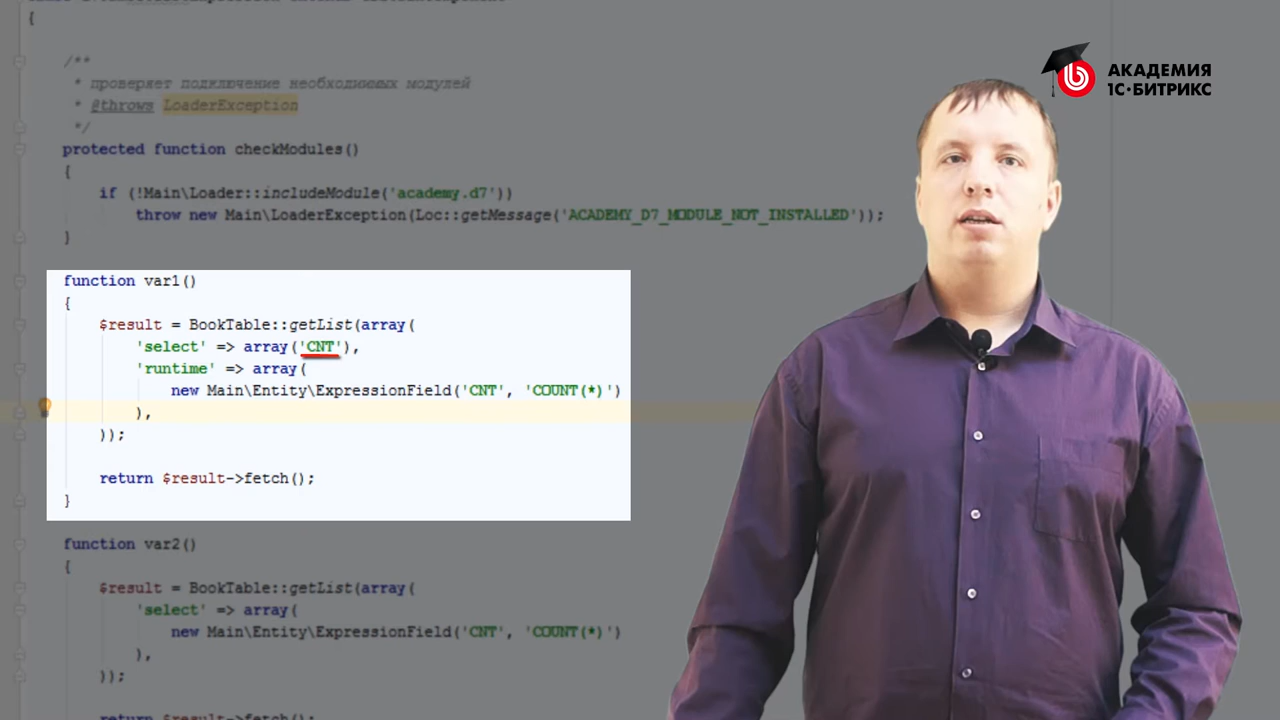 {
/**
* проверяет подключение необходимых модулей
* @throws LoaderException
*/
protected function checkModules()
{
if (!Main\Loader::includeModule('academy.d7'))
throw new Main\LoaderException(Loc::getMessage('ACADEMY_D7_MODULE_NOT_INSTALLED'));
}
function var1()
{
$result = BookTable::getList(array(
'select' => array('CNT'),
'runtime' => array(
new Main\Entity\ExpressionField('CNT', 'COUNT(*)')
),
));
return $result->fetch();
}
function var2()
{
$result = BookTable::getList(array(
'select' => array(
new Main\Entity\ExpressionField('CNT', 'COUNT(*)')
),
));
return $result->fetch();
АКАДЕМИЯ
1С·БИТРИКС